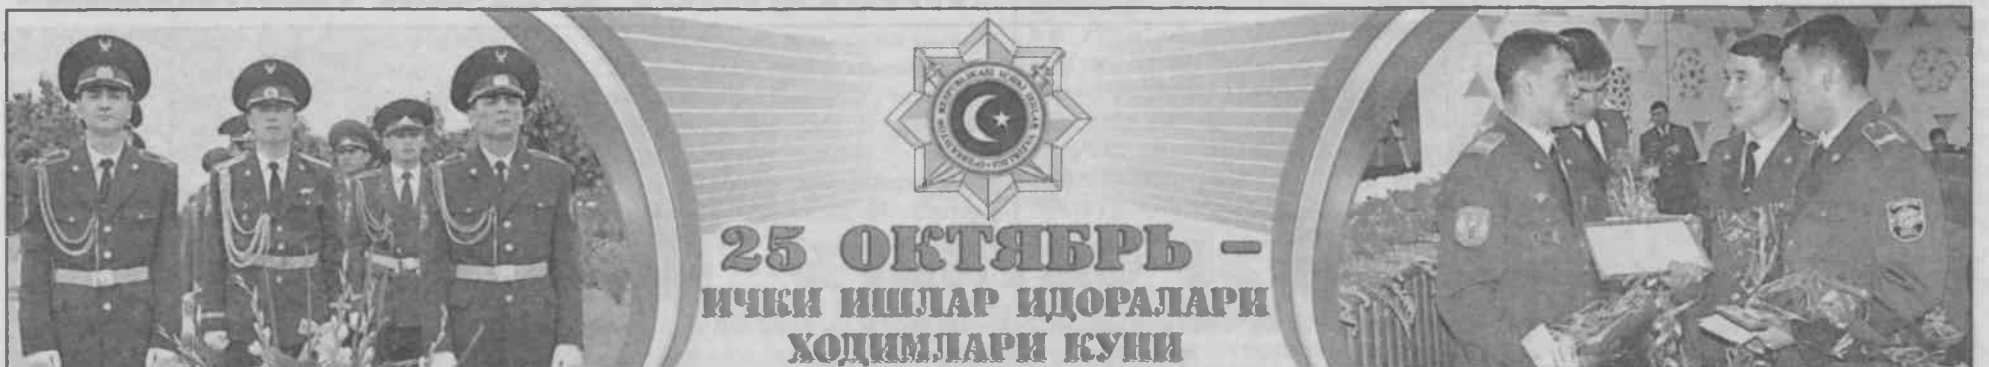 25 ОКТЯБРЬ –
ИЧКИ ИШЛАР ИДОРАЛАРИ
ХОДИМЛАРИ КУНИ